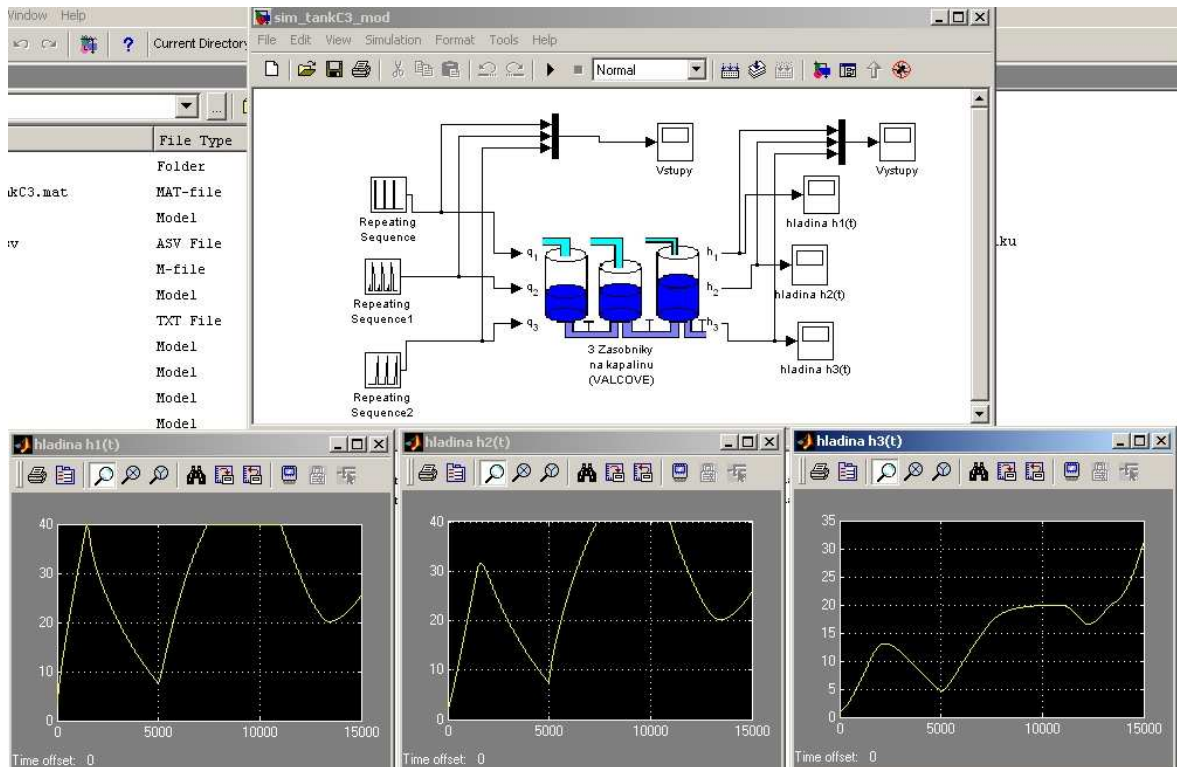 Window Help
Current Directory
File Type
Folder
kC3.mat MAT-file
Model
sv ASV File
M-file
Model
TXT File
Model
Model
Model
Model
ku
sim_tankC3_mod
File Edit View Simulation Format Tools Help
Normal
Vstupy
Vystupy
Repeating
Sequence
Repeating
Sequence1
Repeating
Sequence2
q1
q2
q3
h1
h2
h3
3 Zasobniky
na kapalinu
(VALCOVE)
hladina h1(t)
hladina h2(t)
hladina h3(t)
hladina h1(t)
40
30
20
10
0
0 5000 10000 15000
Time offset: 0
hladina h2(t)
40
30
20
10
0
0 5000 10000 15000
Time offset: 0
hladina h3(t)
35
30
25
20
15
10
5
0
0 5000 10000 15000
Time offset: 0